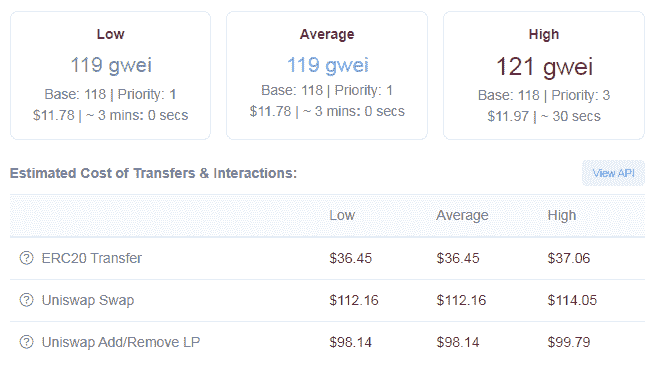 Low Average High
119 gwei 119 gwei 121 gwei
Base: 118 | Priority: 1 Base: 118 | Priority: 1 Base: 118 | Priority: 3
$11.78 | ~ 3 mins: 0 secs $11.78 | ~ 3 mins: 0 secs $11.97 | ~ 30 secs
Estimated Cost of Transfers & Interactions: View API
Low Average High
? ERC20 Transfer $36.45 $36.45 $37.06
? Uniswap Swap $112.16 $112.16 $114.05
? Uniswap Add/Remove LP $98.14 $98.14 $99.79